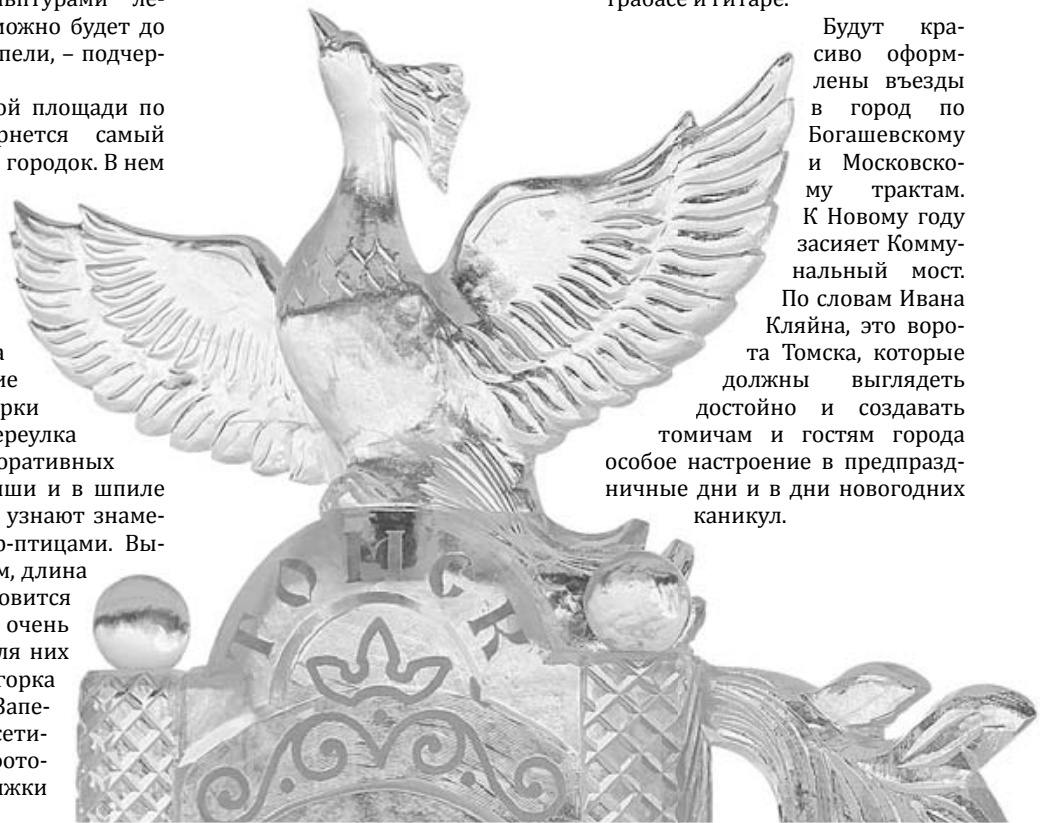 ьптурами ле-
можно будет до
пели, – подчер-
ой площади по
рнется самый
городок. В нем
а
ие
рки
ереулка
оративных
ши и в шпиле
узнают знаме-
р-птицами. Вы-
м, длина
овится
очень
ля них
горка
Запе-
сети-
ото-
жки
ТОМСК
трабасе и гитаре.
Будут кра-
сиво оформ-
лены въезды
в город по
Богашевскому
и Московско-
му трактам.
К Новому году
засияет Комму-
нальный мост.
По словам Ивана
Кляйна, это воро-
та Томска, которые
должны выглядеть
достойно и создавать
томичам и гостям города
особое настроение в предпразд-
ничные дни и в дни новогодних
каникул.